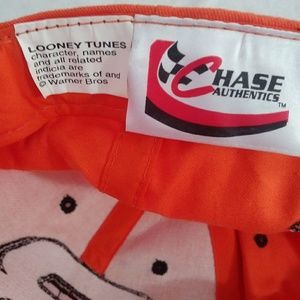 LOONEY TUNES
character, names
and all related
indicia are
trademarks of and
© Warner Bros
CHASE
AUTHENTICS
™